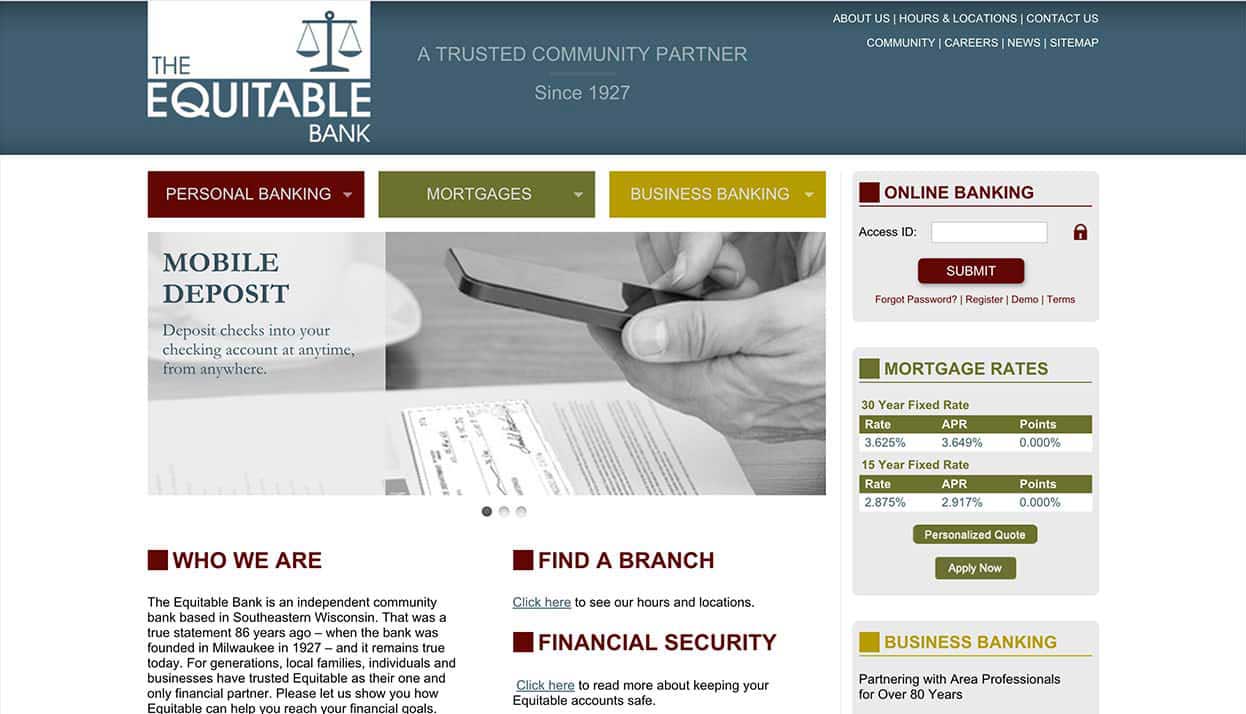 THE
EQUITABLE
BANK
A TRUSTED COMMUNITY PARTNER
Since 1927
ABOUT US | HOURS & LOCATIONS | CONTACT US
COMMUNITY | CAREERS | NEWS | SITEMAP
PERSONAL BANKING
MORTGAGES
BUSINESS BANKING
MOBILE
DEPOSIT
Deposit checks into your
checking account at anytime,
from anywhere.
WHO WE ARE
The Equitable Bank is an independent community
bank based in Southeastern Wisconsin. That was a
true statement 86 years ago – when the bank was
founded in Milwaukee in 1927 – and it remains true
today. For generations, local families, individuals and
businesses have trusted Equitable as their one and
only financial partner. Please let us show you how
Equitable can help you reach your financial goals.
FIND A BRANCH
Click here to see our hours and locations.
FINANCIAL SECURITY
Click here to read more about keeping your
Equitable accounts safe.
ONLINE BANKING
Access ID:
SUBMIT
Forgot Password? | Register | Demo | Terms
MORTGAGE RATES
30 Year Fixed Rate
Rate APR Points
3.625% 3.649% 0.000%
15 Year Fixed Rate
Rate APR Points
2.875% 2.917% 0.000%
Personalized Quote
Apply Now
BUSINESS BANKING
Partnering with Area Professionals
for Over 80 Years